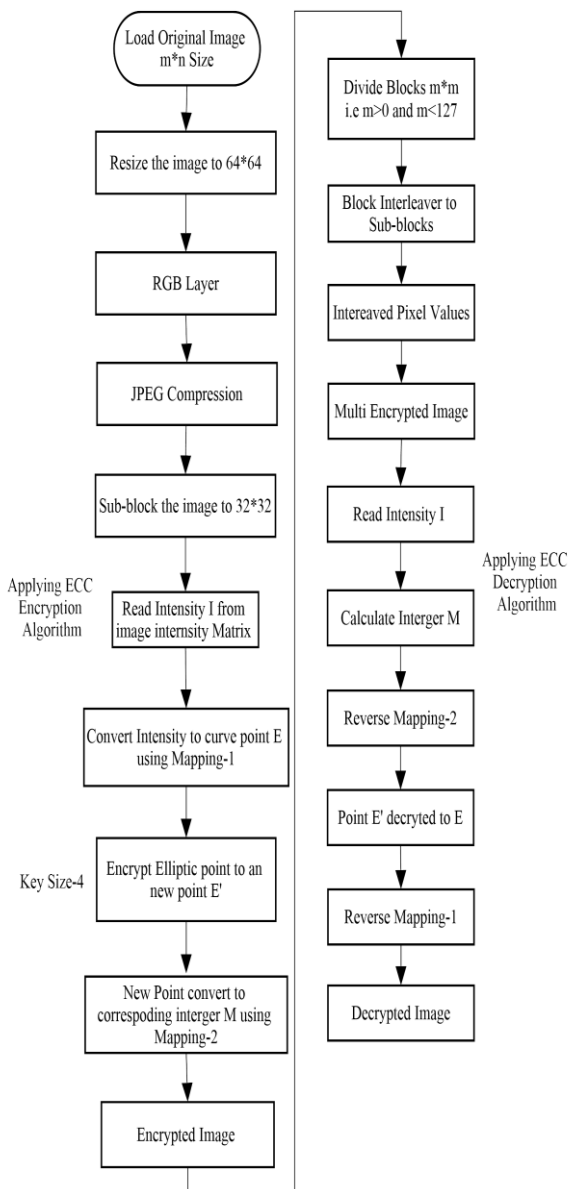 Load Original Image
m*n Size
Resize the image to 64*64
RGB Layer
JPEG Compression
Sub-block the image to 32*32
Applying ECC
Encryption
Algorithm
Read Intensity I from
image internsity Matrix
Convert Intensity to curve point E
using Mapping-1
Key Size-4
Encrypt Elliptic point to an
new point E'
New Point convert to
correspoding interger M using
Mapping-2
Encrypted Image
Divide Blocks m*m
i.e m>0 and m<127
Block Interleaver to
Sub-blocks
Intereaved Pixel Values
Multi Encrypted Image
Read Intensity I
Applying ECC
Decryption
Algorithm
Calculate Interger M
Reverse Mapping-2
Point E' decryted to E
Reverse Mapping-1
Decrypted Image